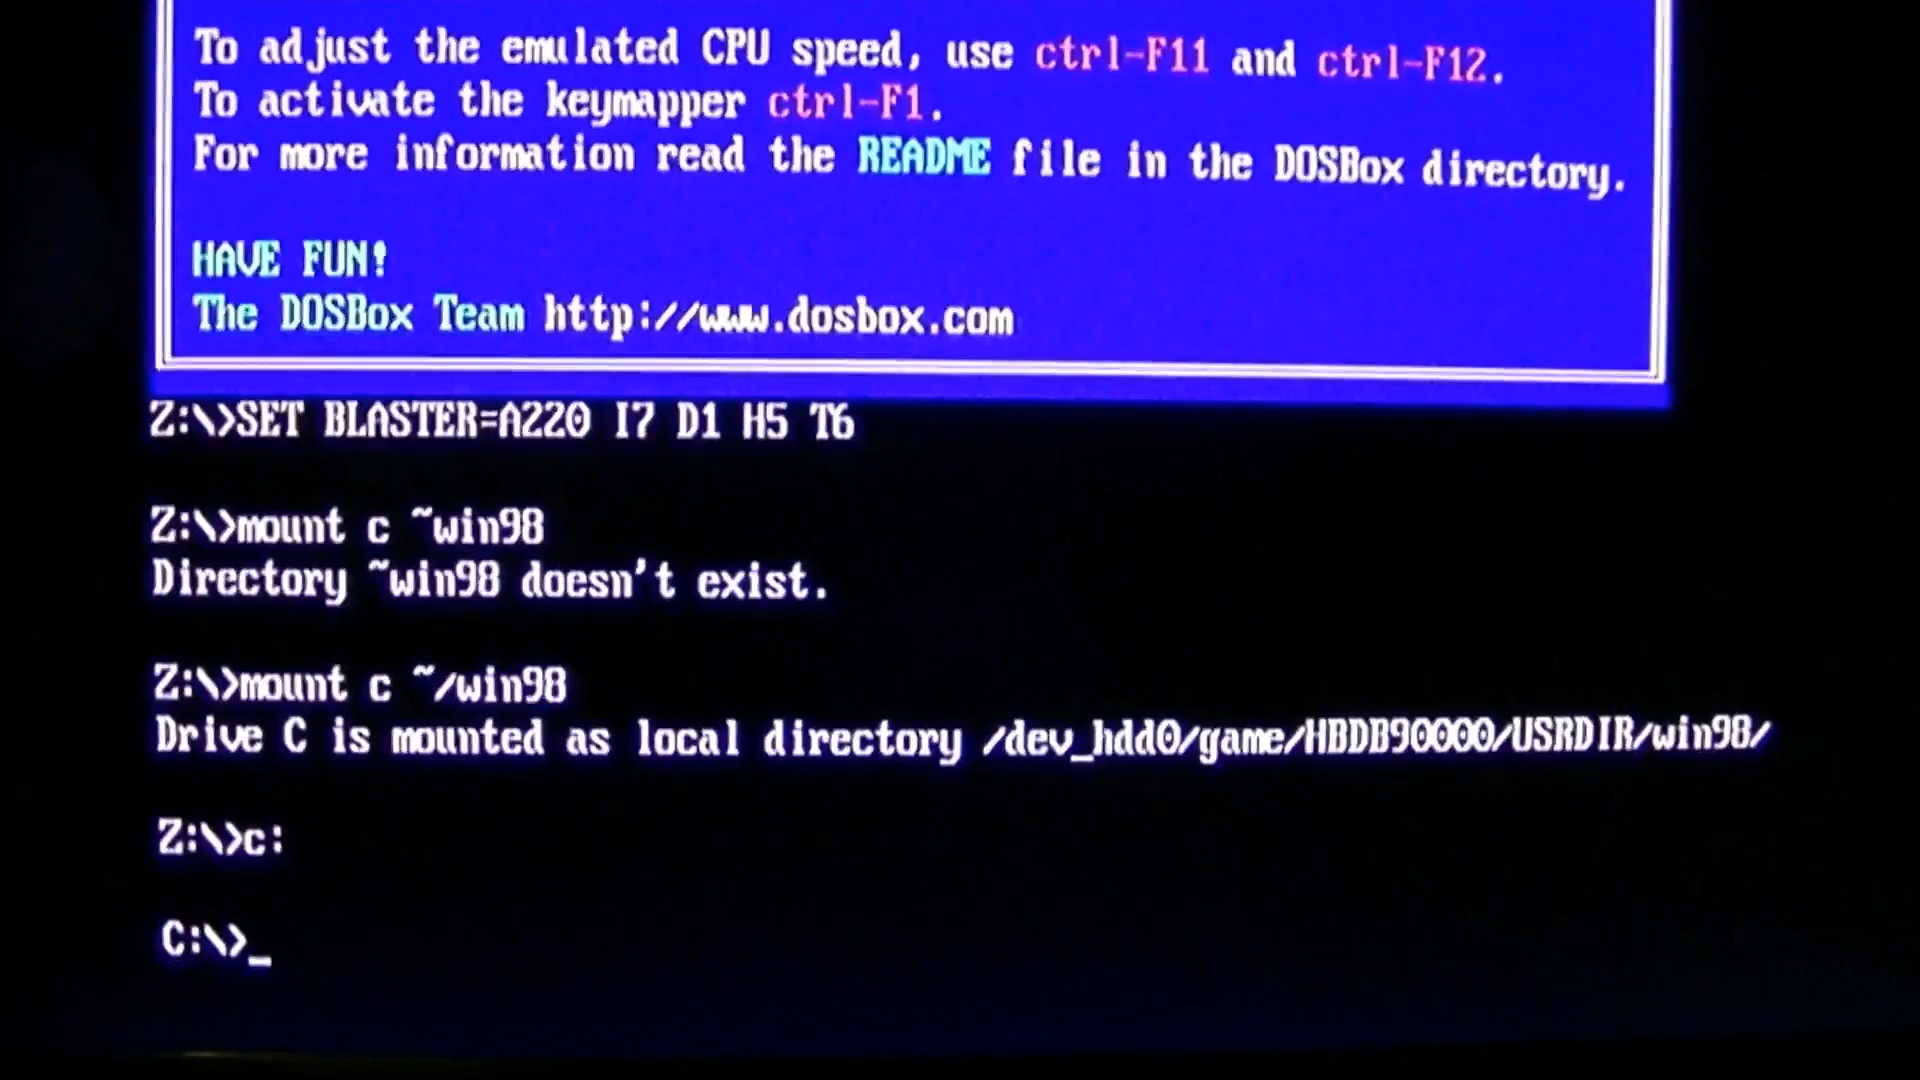 To adjust the emulated CPU speed, use ctrl-F11 and ctrl-F12.
To activate the keymapper ctrl-F1.
For more information read the README file in the DOSBox directory.
HAVE FUN!
The DOSBox Team http://www.dosbox.com
Z:\>SET BLASTER=A220 I7 D1 H5 T6
Z:\>mount c ~win98
Directory ~win98 doesn't exist.
Z:\>mount c ~/win98
Drive C is mounted as local directory /dev_hdd0/game/HBDB90000/USRDIR/win98/
Z:\>c:
C:\>_